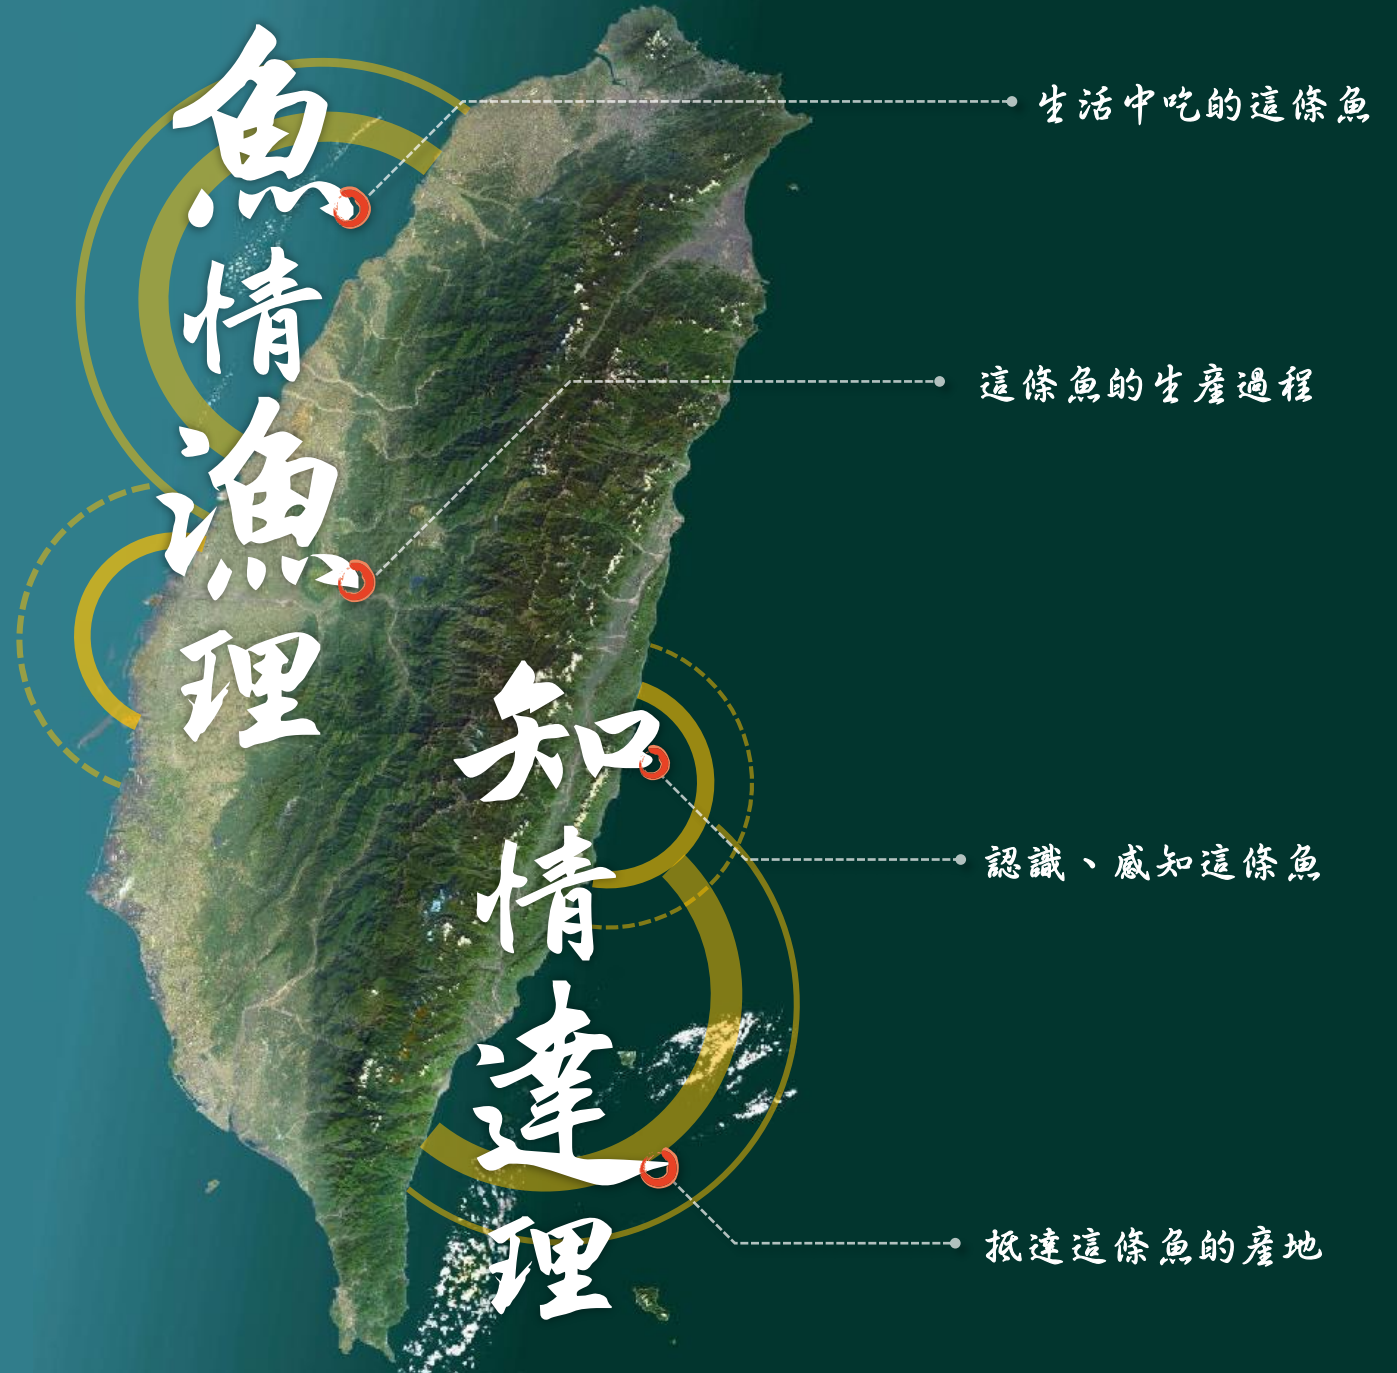 魚情漁理
知情達理
生活中吃的這條魚
這條魚的生產過程
認識、感知這條魚
抵達這條魚的產地